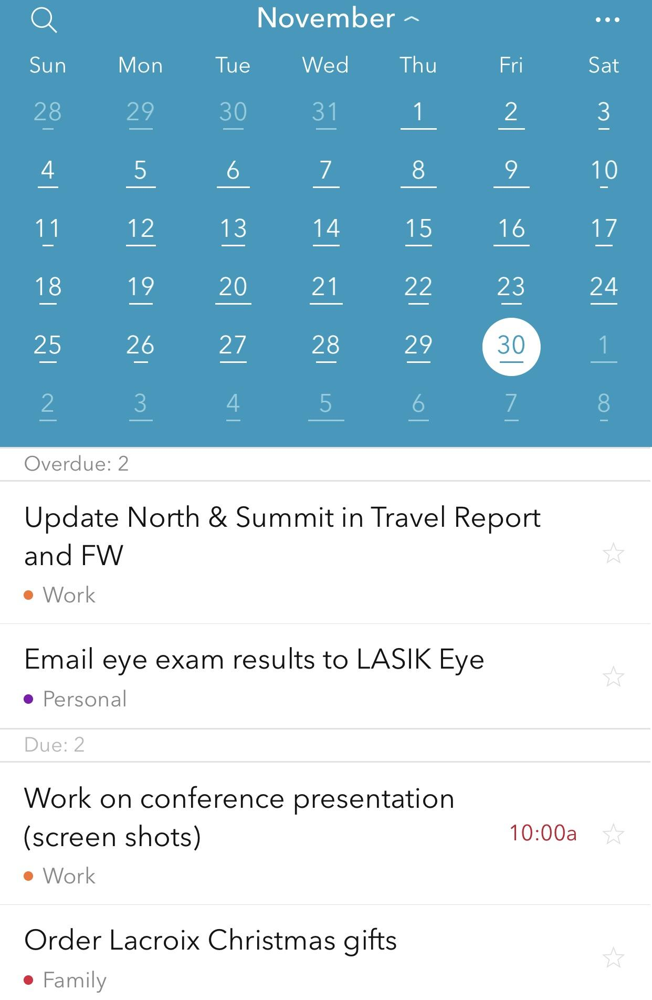 November
Sun Mon Tue Wed Thu Fri Sat
28 29 30 31 1 2 3
4 5 6 7 8 9 10
11 12 13 14 15 16 17
18 19 20 21 22 23 24
25 26 27 28 29 30 1
2 3 4 5 6 7 8
Overdue: 2
Update North & Summit in Travel Report
and FW
Work
Email eye exam results to LASIK Eye
Personal
Due: 2
Work on conference presentation
(screen shots)
10:00a
Work
Order Lacroix Christmas gifts
Family